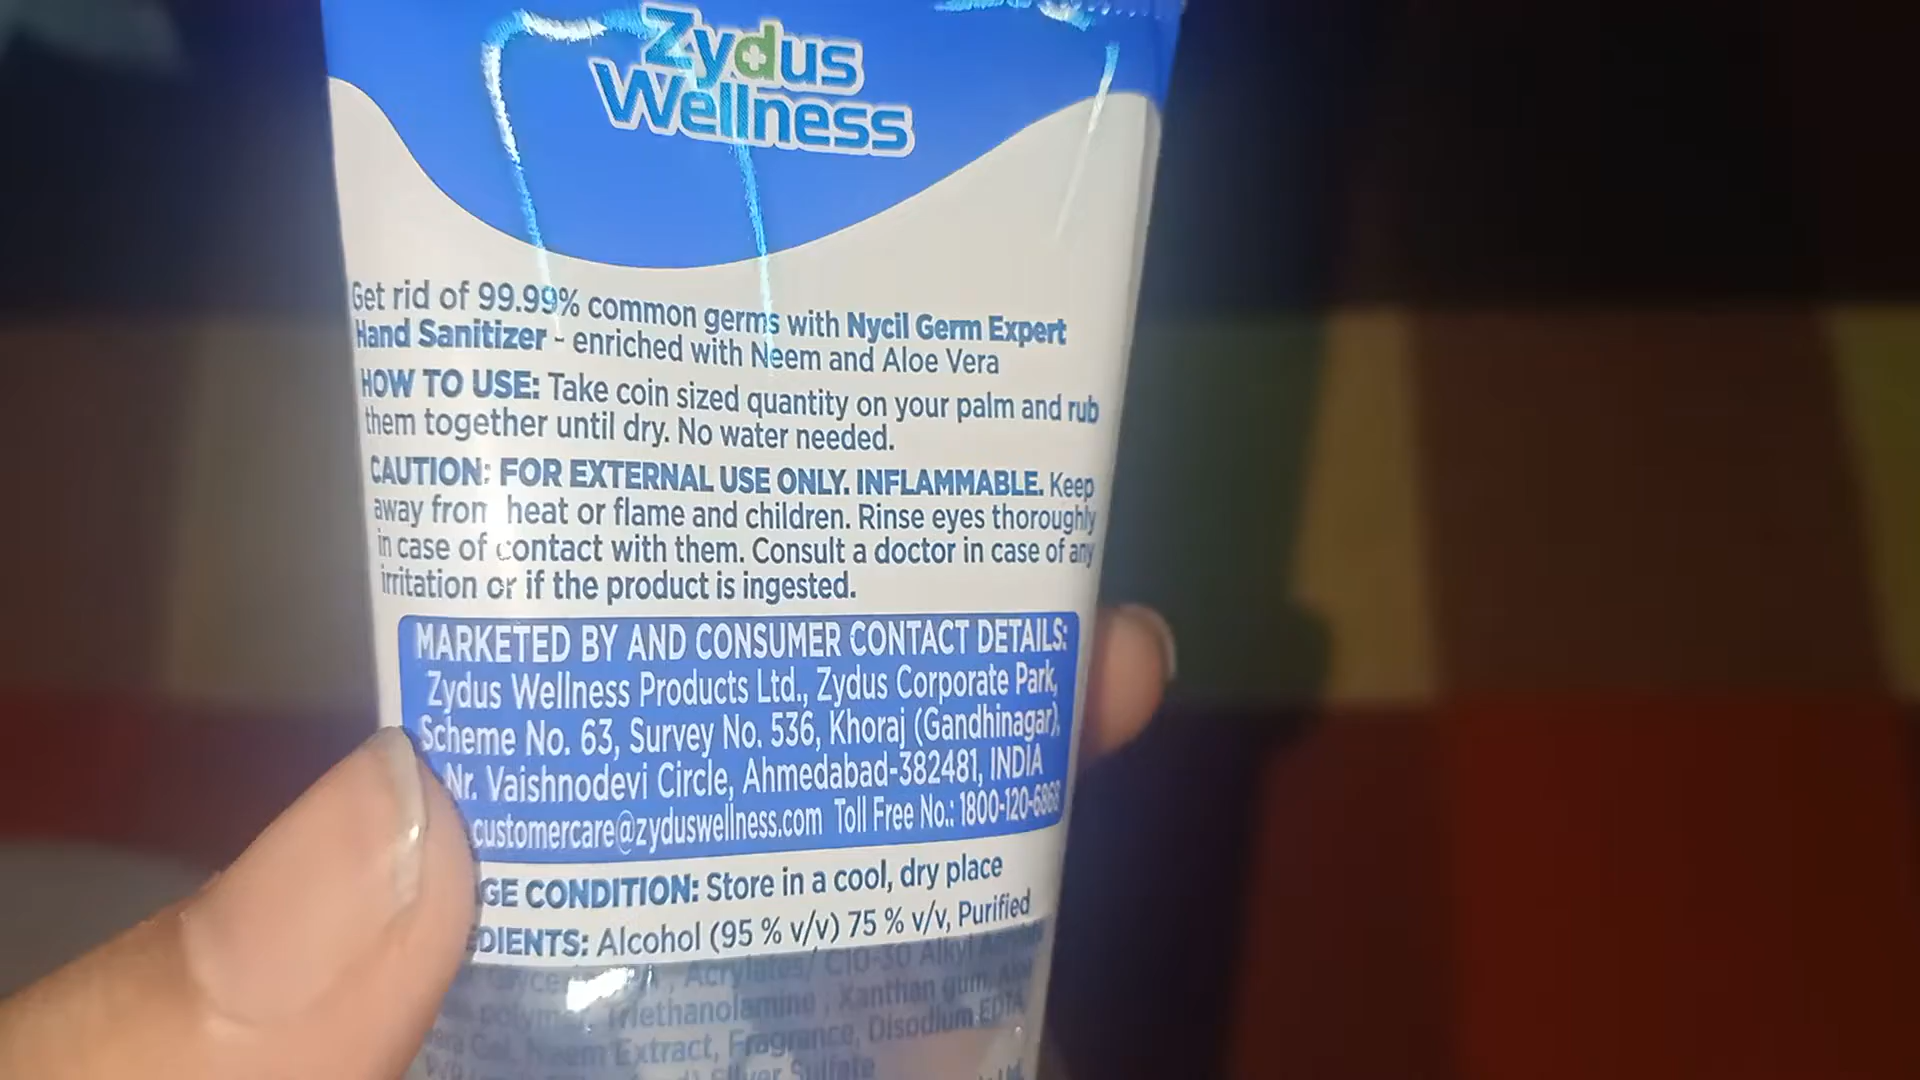 Zydus
Wellness
Get rid of 99.99% common germs with Nycil Germ Expert
Hand Sanitizer - enriched with Neem and Aloe Vera
HOW TO USE: Take coin sized quantity on your palm and rub
them together until dry. No water needed.
CAUTION: FOR EXTERNAL USE ONLY. INFLAMMABLE. Keep
away from heat or flame and children. Rinse eyes thoroughly
in case of contact with them. Consult a doctor in case of any
irritation or if the product is ingested.
MARKETED BY AND CONSUMER CONTACT DETAILS:
Zydus Wellness Products Ltd., Zydus Corporate Park,
Scheme No. 63, Survey No. 536, Khoraj (Gandhinagar),
Nr. Vaishnodevi Circle, Ahmedabad-382481, INDIA
customercare@zyduswellness.com Toll Free No.: 1800-120-6868
GE CONDITION: Store in a cool, dry place
DIENTS: Alcohol (95 % v/v) 75 % v/v, Purified
Acrylates/ C10-30 Alkyl
Triethanolamine, Xanthan gum,
Gel, Neem Extract, Fragrance, Disodium EDTA,
Silver Sulfate